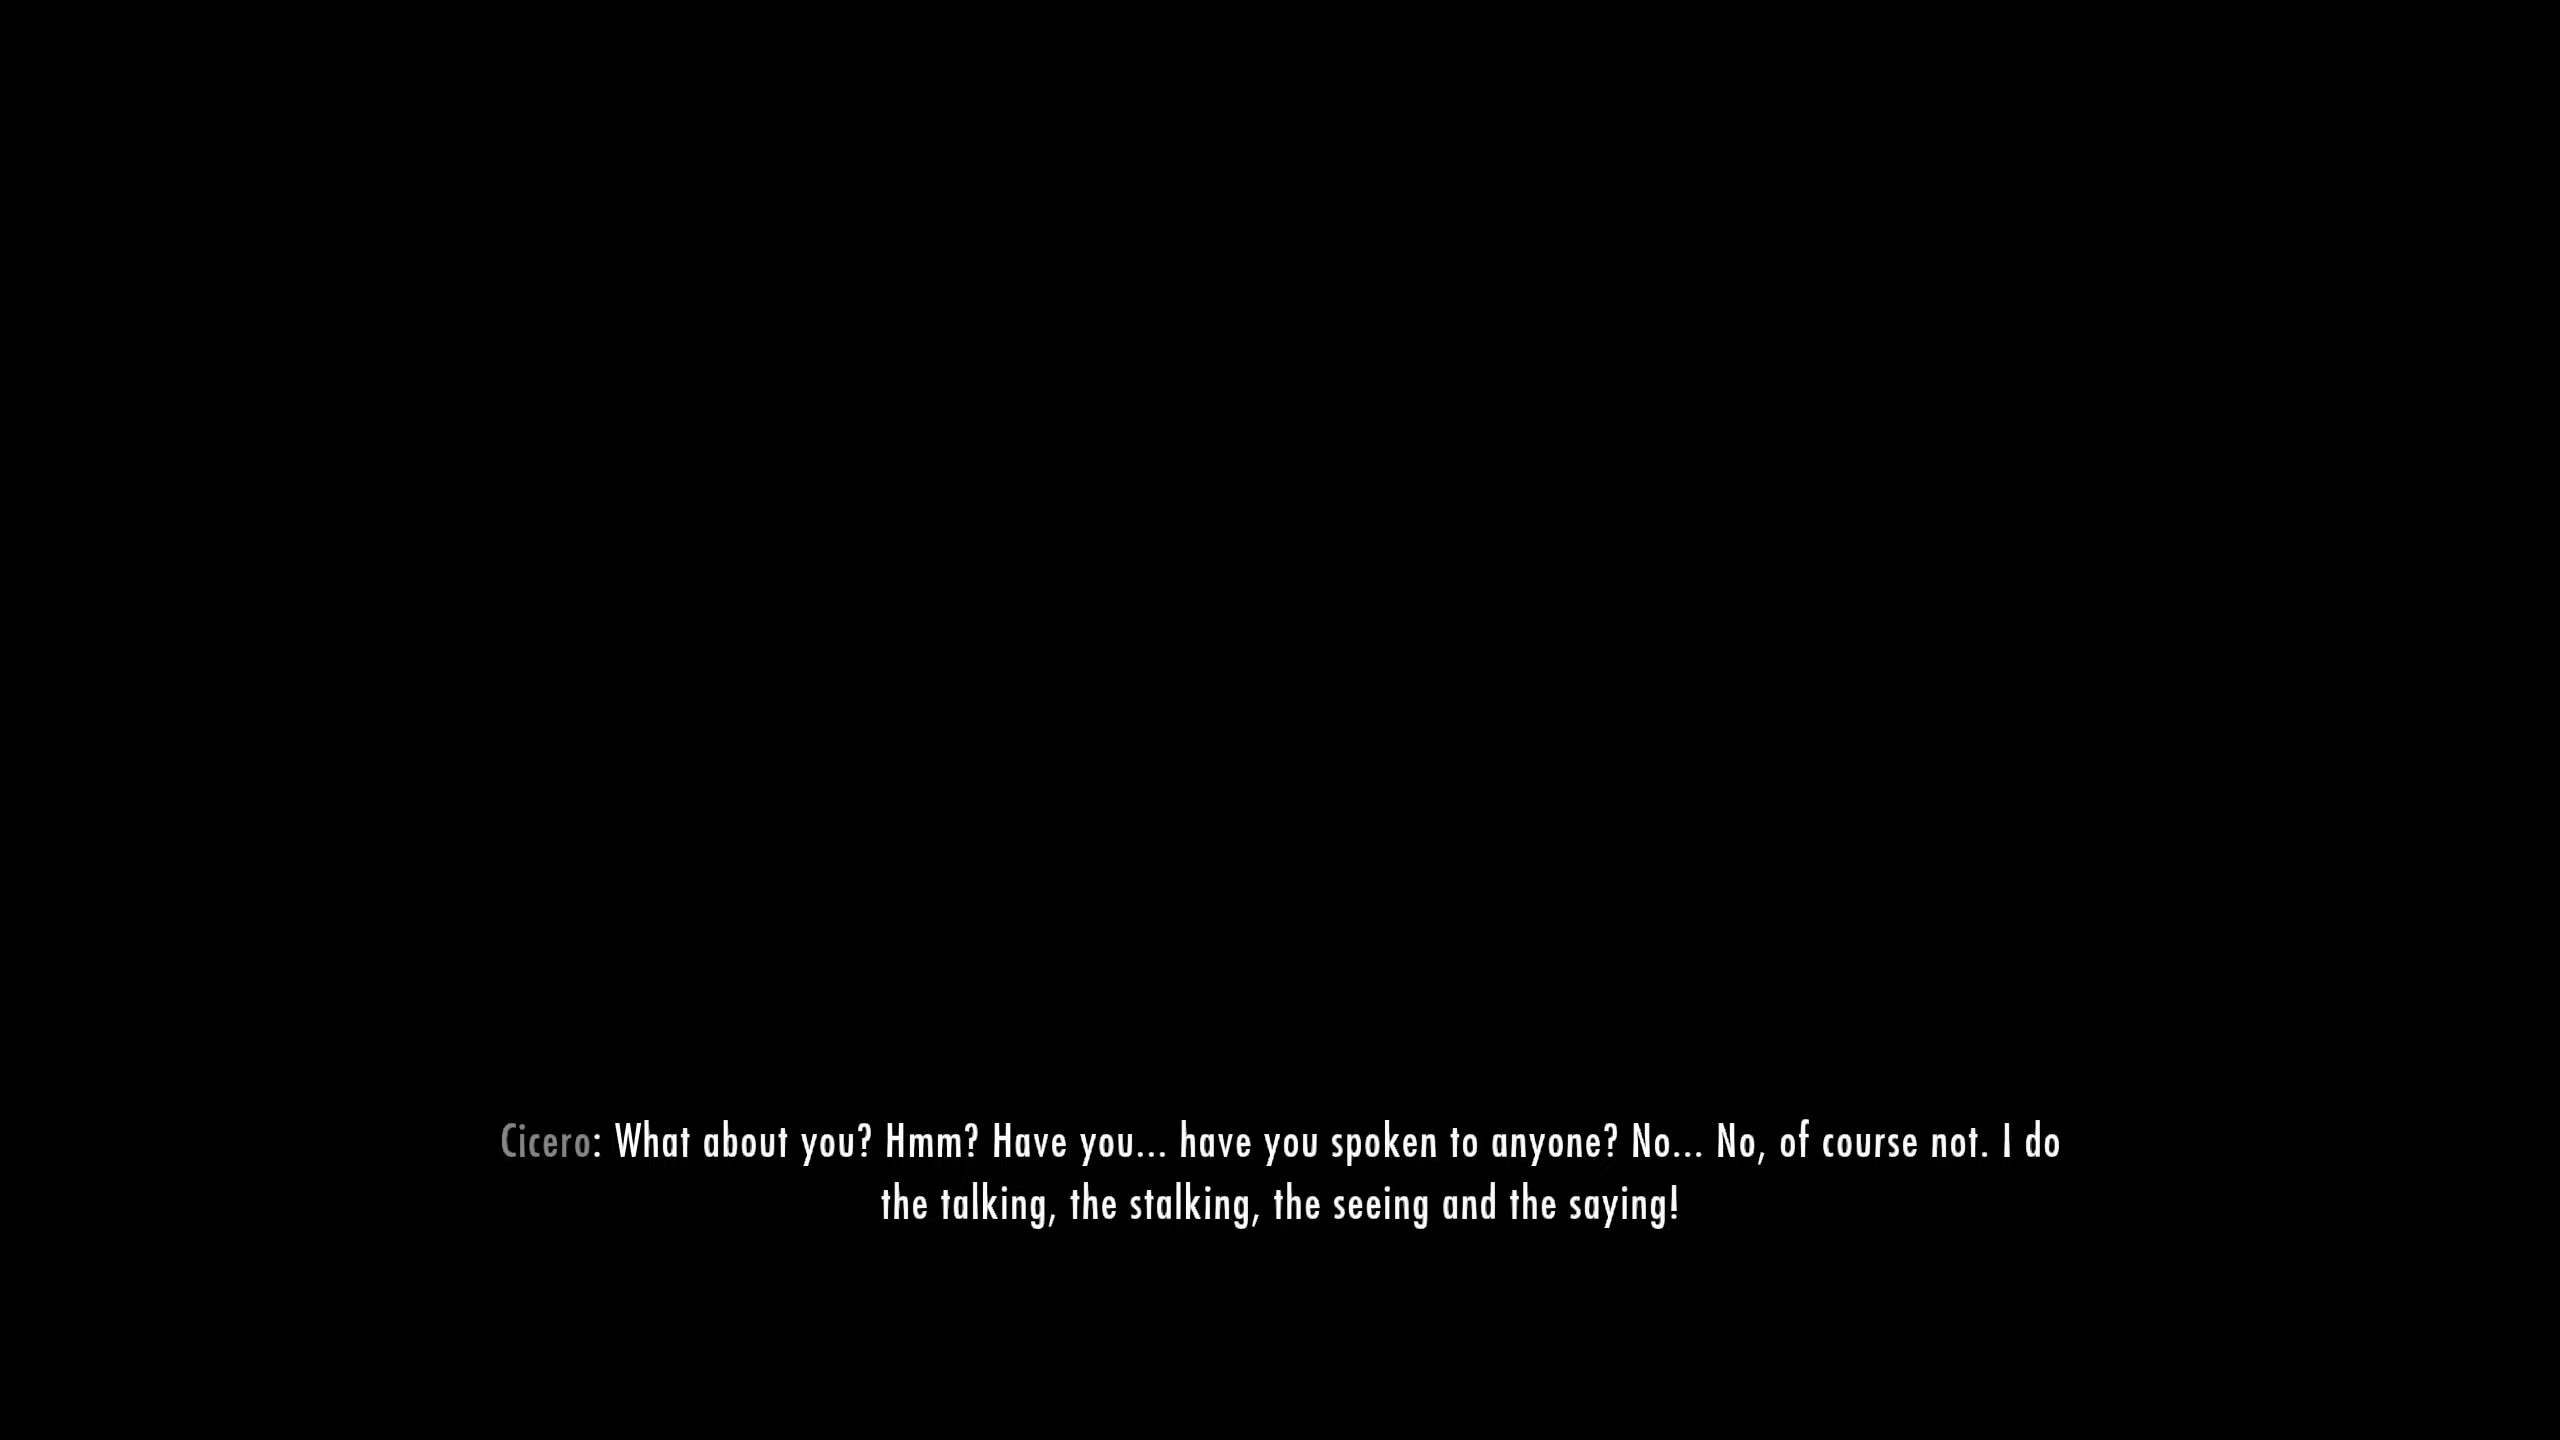 Cicero: What about you? Hmm? Have you... have you spoken to anyone? No... No, of course not. I do
the talking, the stalking, the seeing and the saying!